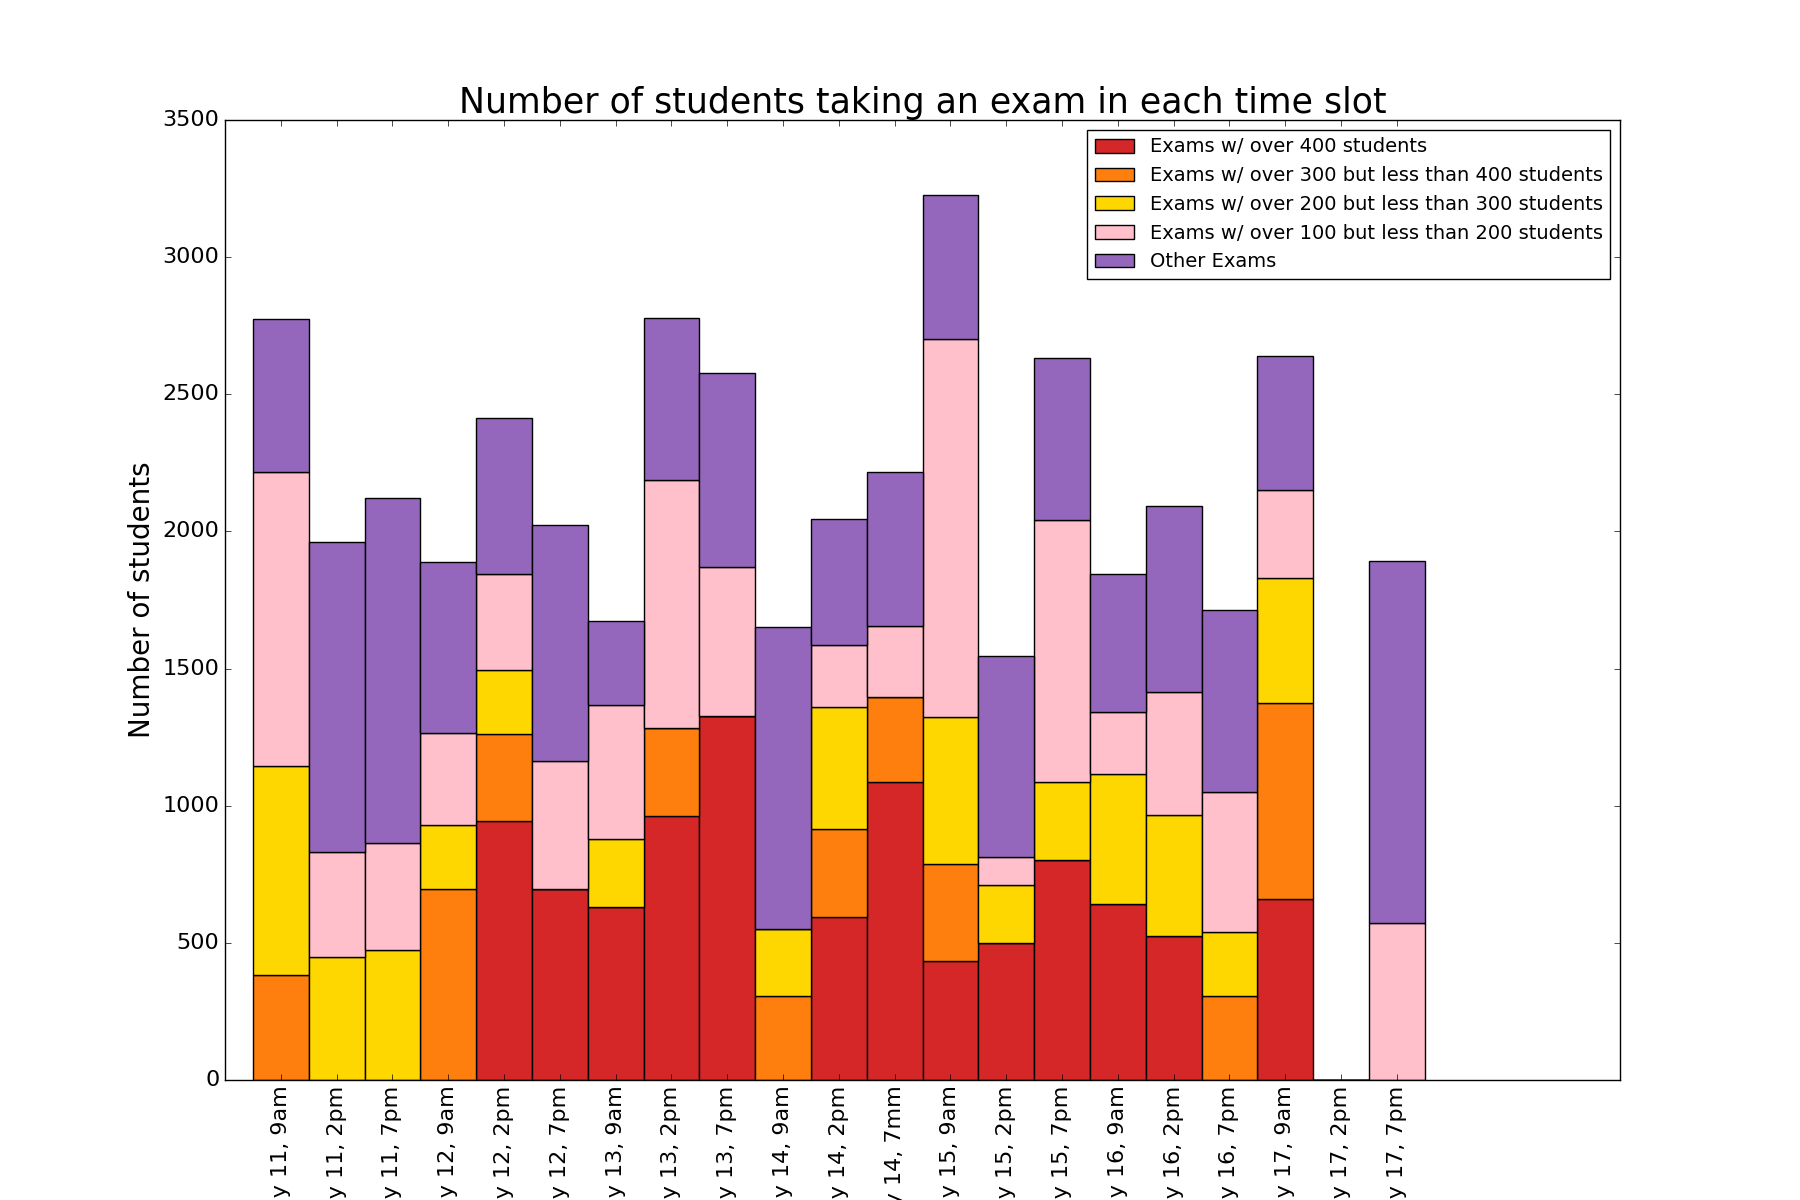 Number of students taking an exam in each time slot
Exams w/ over 400 students
Exams w/ over 300 but less than 400 students
Exams w/ over 200 but less than 300 students
Exams w/ over 100 but less than 200 students
Other Exams
Number of students
3500
3000
2500
2000
1500
1000
500
0
y 11, 9am
y 11, 2pm
y 11, 7pm
y 12, 9am
y 12, 2pm
y 12, 7pm
y 13, 9am
y 13, 2pm
y 13, 7pm
y 14, 9am
y 14, 2pm
y 14, 7mm
y 15, 9am
y 15, 2pm
y 15, 7pm
y 16, 9am
y 16, 2pm
y 16, 7pm
y 17, 9am
y 17, 2pm
y 17, 7pm